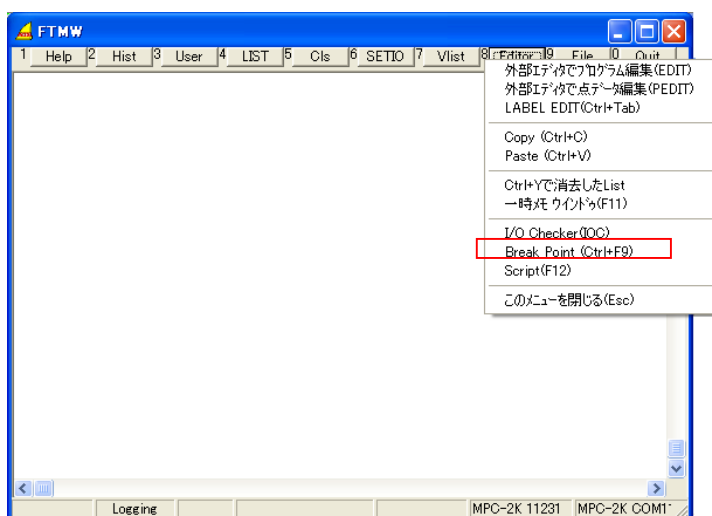 FTMW
1 Help 2 Hist 3 User 4 LIST 5 Cls 6 SETIO 7 Vlist 8 Editor 9 File 0 Quit
外部ｴﾃﾞｨﾀでﾌﾟﾛｸﾞﾗﾑ編集(EDIT)
外部ｴﾃﾞｨﾀで点ﾃﾞｰﾀ編集(PEDIT)
LABEL EDIT(Ctrl+Tab)
Copy (Ctrl+C)
Paste (Ctrl+V)
Ctrl+Yで消去したList
一時ﾒﾓ ｳｲﾝﾄﾞｩ(F11)
I/O Checker(IOC)
Break Point (Ctrl+F9)
Script(F12)
このﾒﾆｭｰを閉じる(Esc)
Logging MPC-2K 11231 MPC-2K COM1